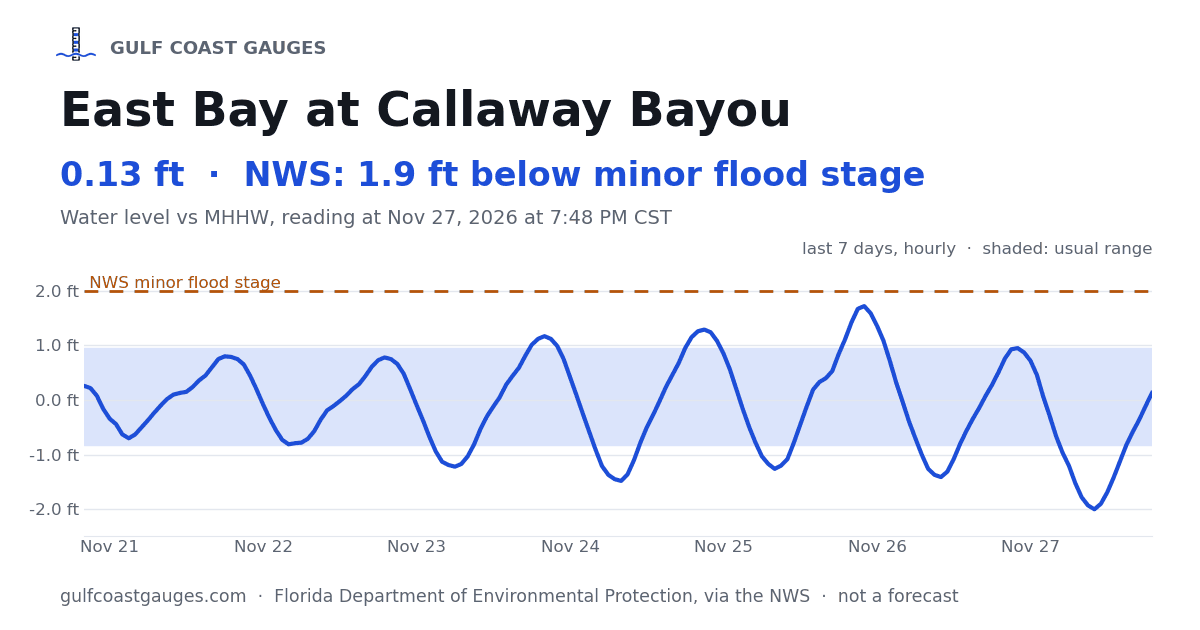 GULF COAST GAUGES
East Bay at Callaway Bayou
0.13 ft · NWS: 1.9 ft below minor flood stage
Water level vs MHHW, reading at Nov 27, 2026 at 7:48 PM CST
last 7 days, hourly · shaded: usual range
NWS minor flood stage
2.0 ft
1.0 ft
0.0 ft
-1.0 ft
-2.0 ft
Nov 21 Nov 22 Nov 23 Nov 24 Nov 25 Nov 26 Nov 27
gulfcoastgauges.com · Florida Department of Environmental Protection, via the NWS · not a forecast